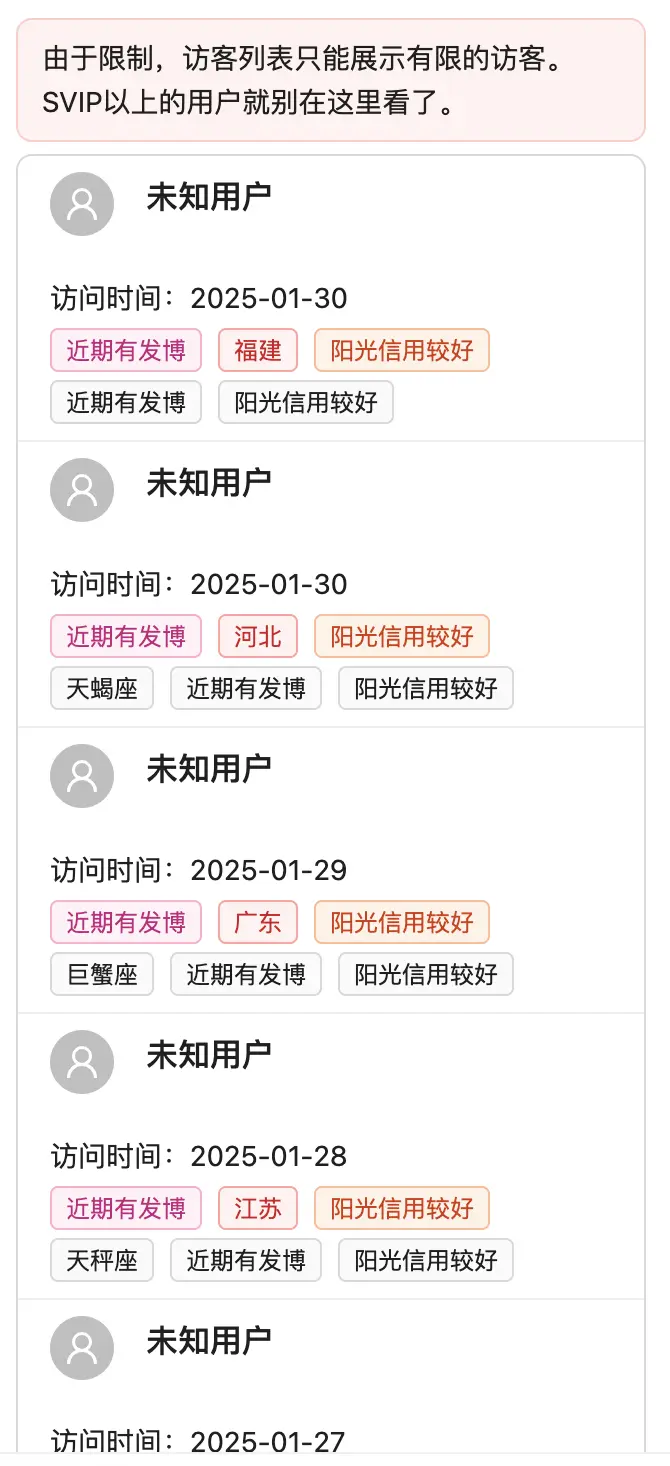 由于限制，访客列表只能展示有限的访客。
SVIP以上的用户就别在这里看了。
未知用户
访问时间：2025-01-30
近期有发博 福建 阳光信用较好
近期有发博 阳光信用较好
未知用户
访问时间：2025-01-30
近期有发博 河北 阳光信用较好
天蝎座 近期有发博 阳光信用较好
未知用户
访问时间：2025-01-29
近期有发博 广东 阳光信用较好
巨蟹座 近期有发博 阳光信用较好
未知用户
访问时间：2025-01-28
近期有发博 江苏 阳光信用较好
天秤座 近期有发博 阳光信用较好
未知用户
访问时间：2025-01-27